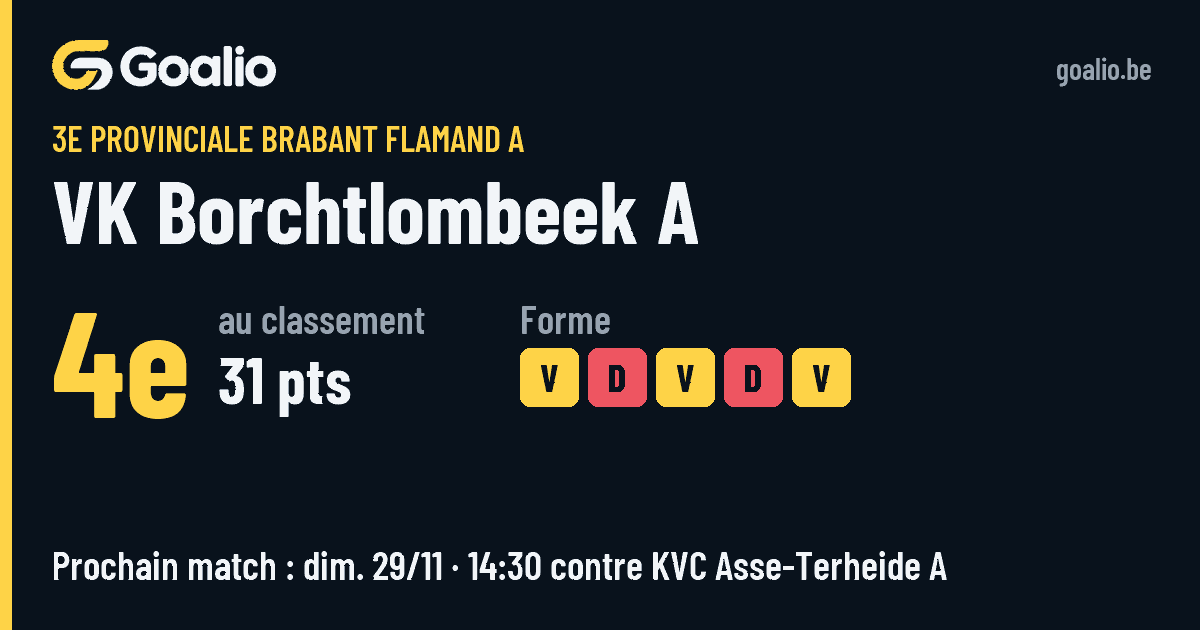 Goalio
goalio.be
3E PROVINCIALE BRABANT FLAMAND A
VK Borchtlombeek A
4e
au classement
31 pts
Forme
V D V D V
Prochain match : dim. 29/11 · 14:30 contre KVC Asse-Terheide A